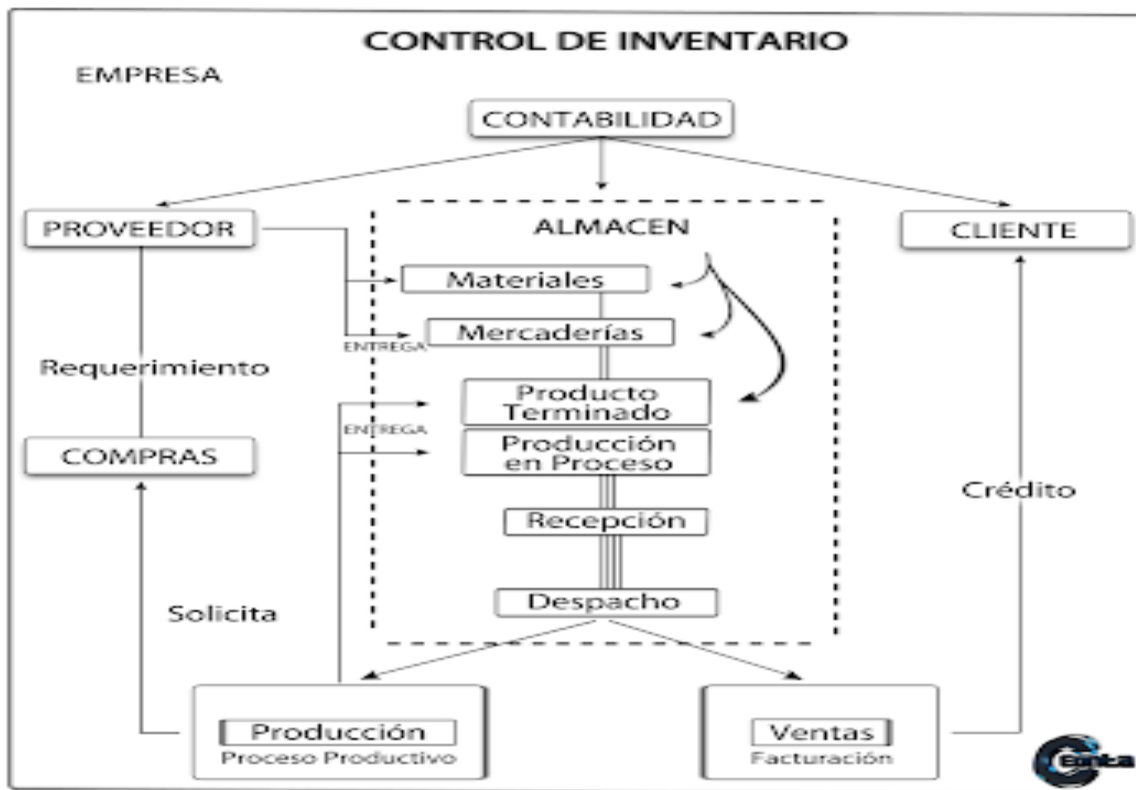 CONTROL DE INVENTARIO
EMPRESA
CONTABILIDAD
PROVEEDOR
ALMACEN
CLIENTE
Materiales
Mercaderías
ENTREGA
Requerimiento
Producto
Terminado
ENTREGA
COMPRAS
Producción
en Proceso
Crédito
Recepción
Solicita
Despacho
Producción
Proceso Productivo
Ventas
Facturación